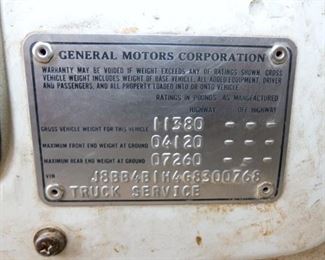 GENERAL MOTORS CORPORATION
WARRANTY MAY BE VOIDED IF WEIGHT EXCEEDS ANY OF RATINGS SHOWN. GROSS
VEHICLE WEIGHT INCLUDES WEIGHT OF BASE VEHICLE, ALL ADDED EQUIPMENT, DRIVER
AND PASSENGERS, AND ALL PROPERTY LOADED INTO OR ONTO VEHICLE.
RATINGS IN POUNDS AS MANUFACTURED
HIGHWAY OFF HIGHWAY
GROSS VEHICLE WEIGHT FOR THIS VEHICLE 11380 - - -
MAXIMUM FRONT END WEIGHT AT GROUND 04120 - - -
MAXIMUM REAR END WEIGHT AT GROUND 07260 - - -
VIN J8BB4B1H4G8300768
TRUCK SERVICE